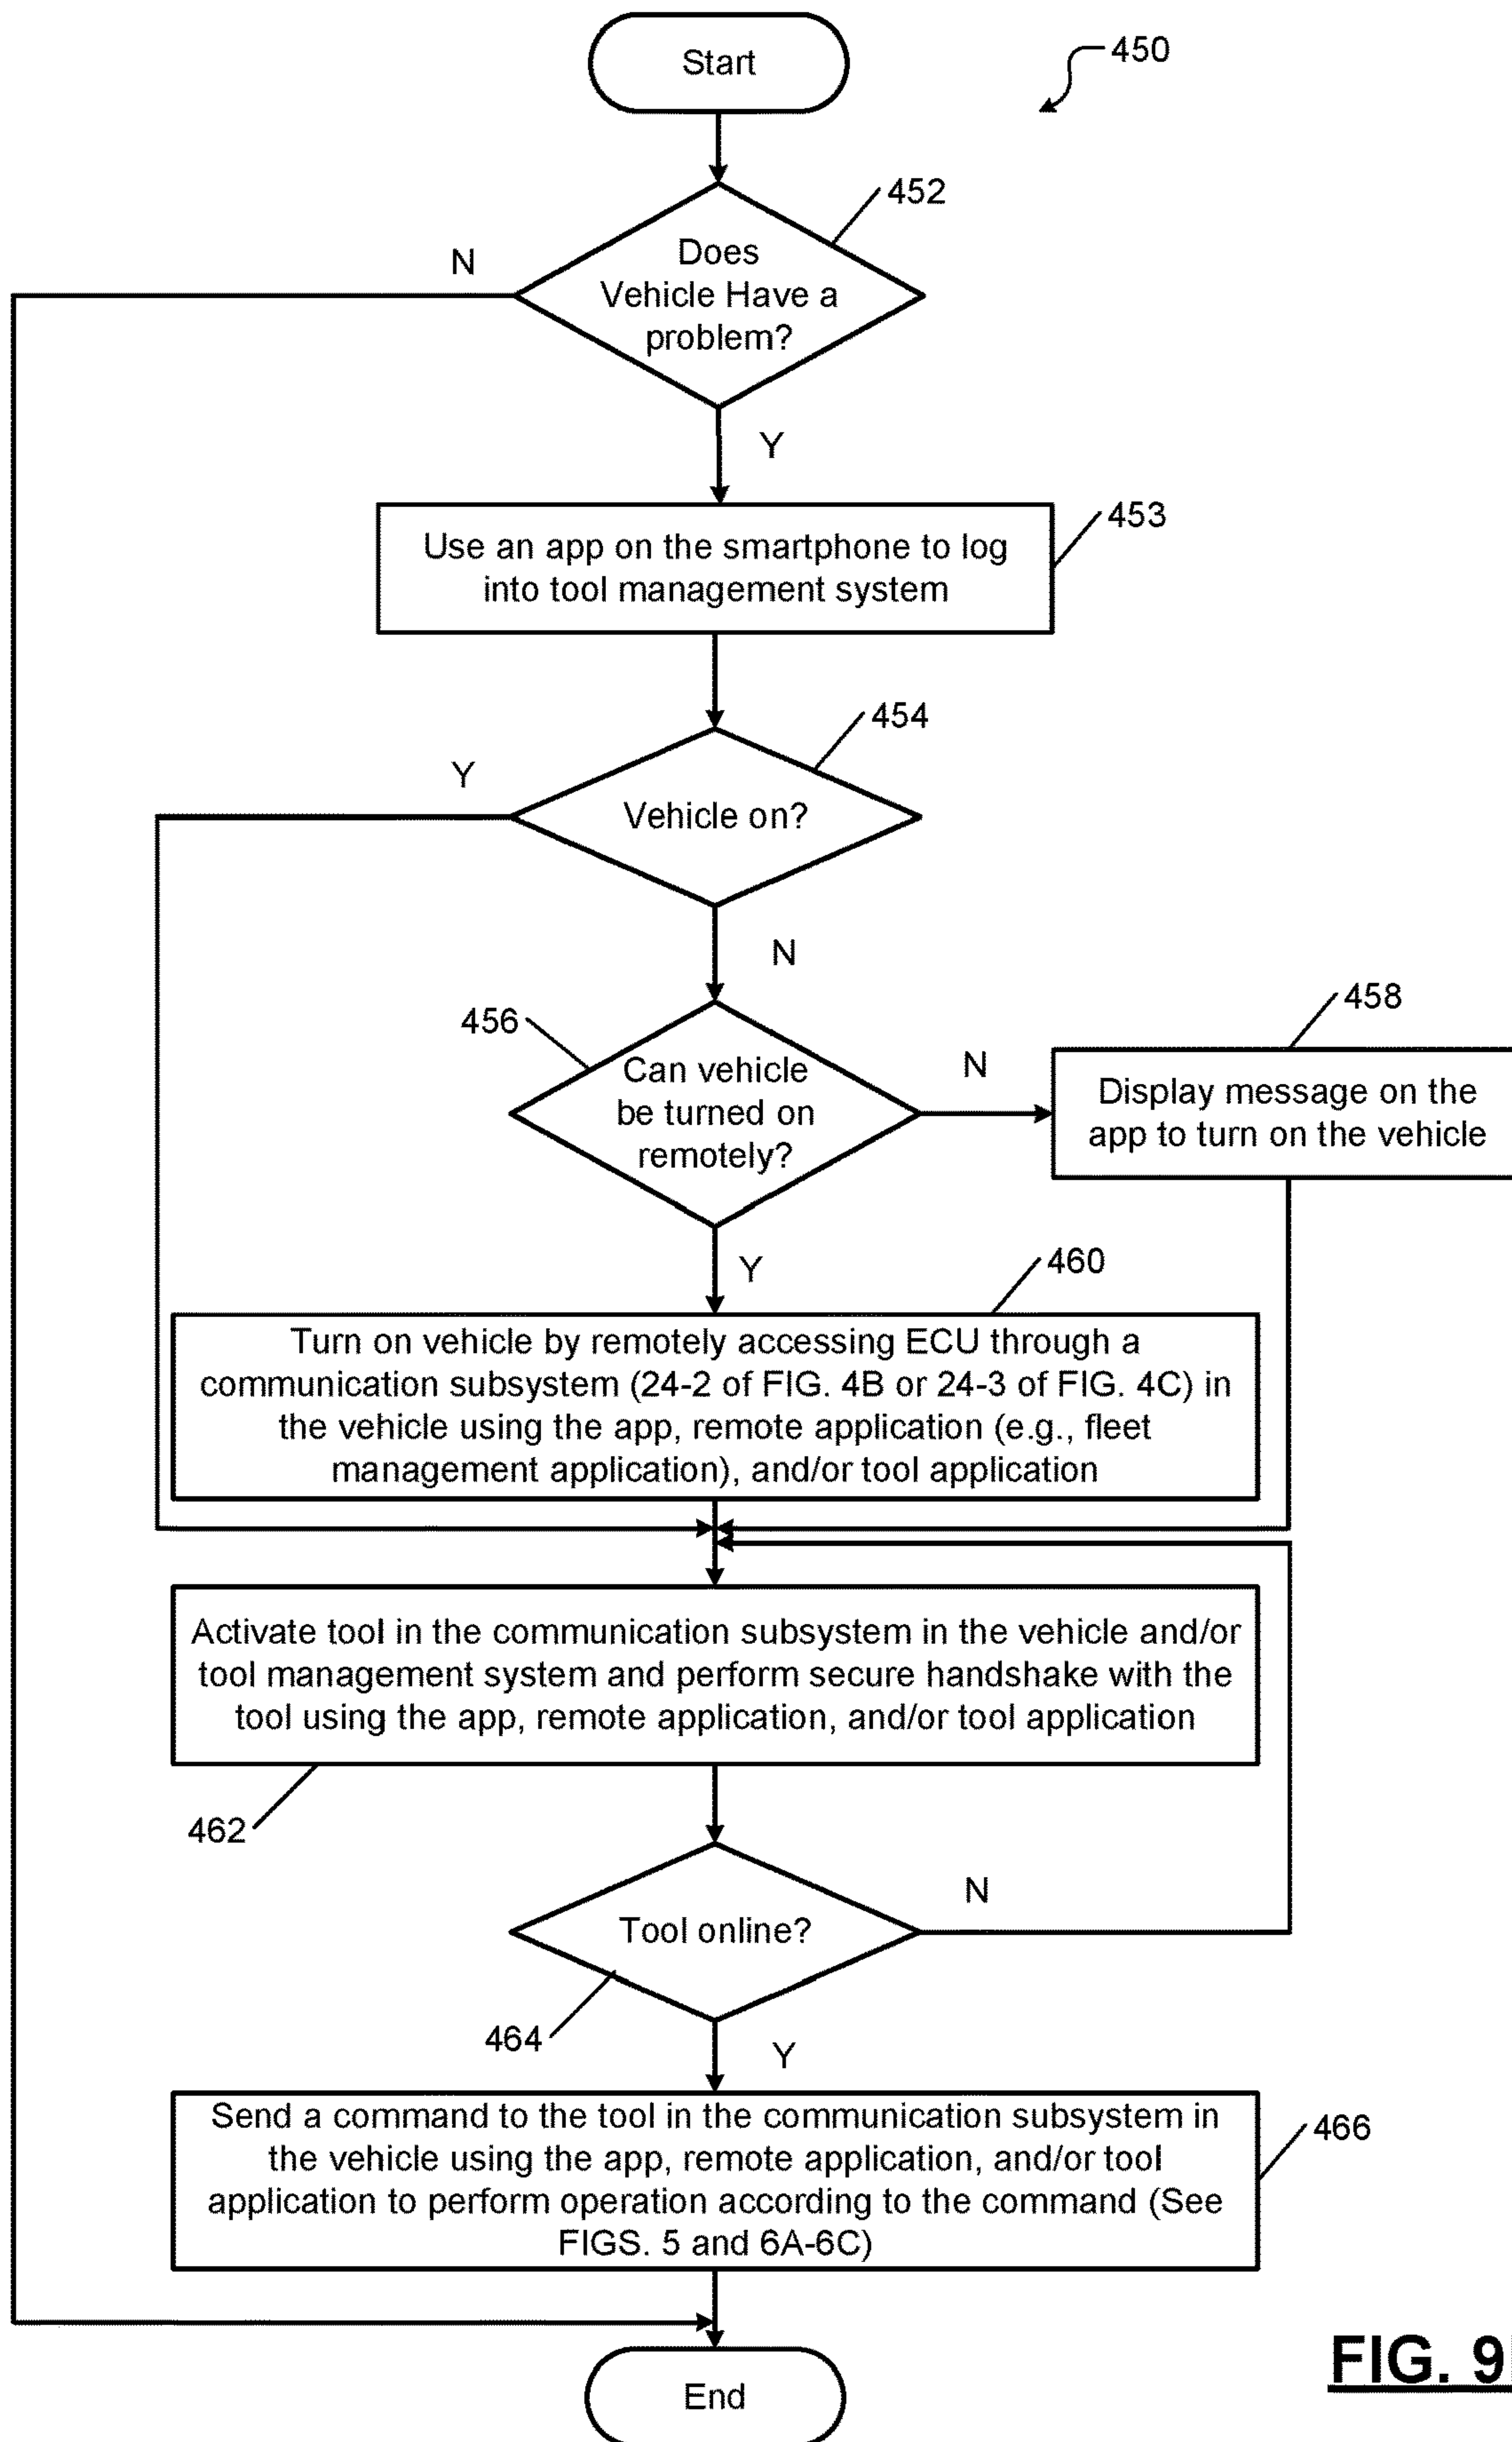 Start
450
452
Does
Vehicle Have a
problem?
N
Y
453
Use an app on the smartphone to log
into tool management system
454
Y
Vehicle on?
N
456
Can vehicle
be turned on
remotely?
N
458
Display message on the
app to turn on the vehicle
Y
460
Turn on vehicle by remotely accessing ECU through a
communication subsystem (24-2 of FIG. 4B or 24-3 of FIG. 4C) in
the vehicle using the app, remote application (e.g., fleet
management application), and/or tool application
Activate tool in the communication subsystem in the vehicle and/or
tool management system and perform secure handshake with the
tool using the app, remote application, and/or tool application
462
Tool online?
N
464
Y
Send a command to the tool in the communication subsystem in
the vehicle using the app, remote application, and/or tool
application to perform operation according to the command (See
FIGS. 5 and 6A-6C)
466
End
FIG. 9